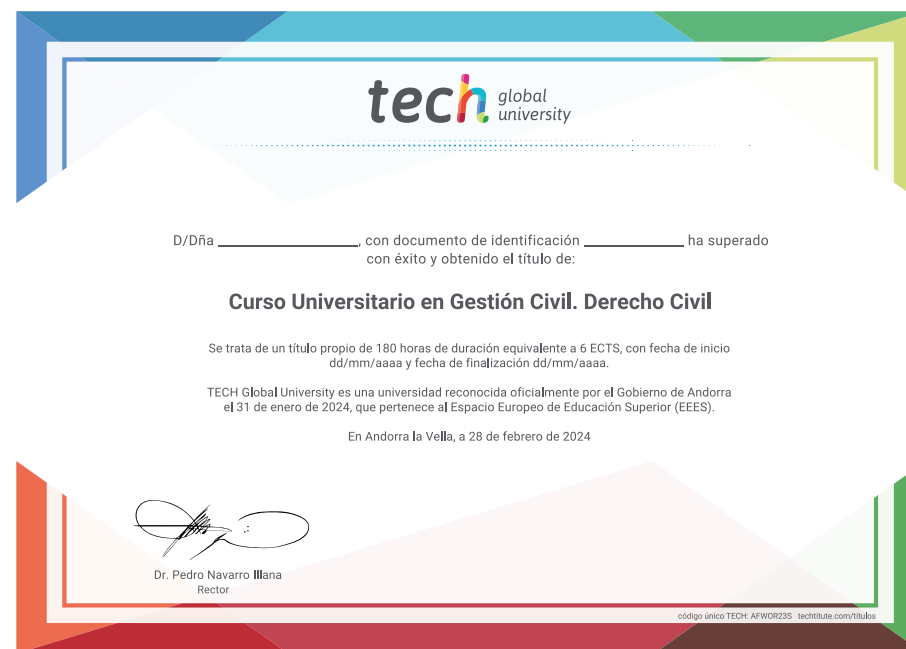 tech global university
D/Dña ______________, con documento de identificación __________ ha superado
con éxito y obtenido el título de:
Curso Universitario en Gestión Civil. Derecho Civil
Se trata de un título propio de 180 horas de duración equivalente a 6 ECTS, con fecha de inicio
dd/mm/aaaa y fecha de finalización dd/mm/aaaa.
TECH Global University es una universidad reconocida oficialmente por el Gobierno de Andorra
el 31 de enero de 2024, que pertenece al Espacio Europeo de Educación Superior (EEES).
En Andorra la Vella, a 28 de febrero de 2024
Dr. Pedro Navarro Illana
Rector
código único TECH: AFWOR23S techtitute.com/titulos